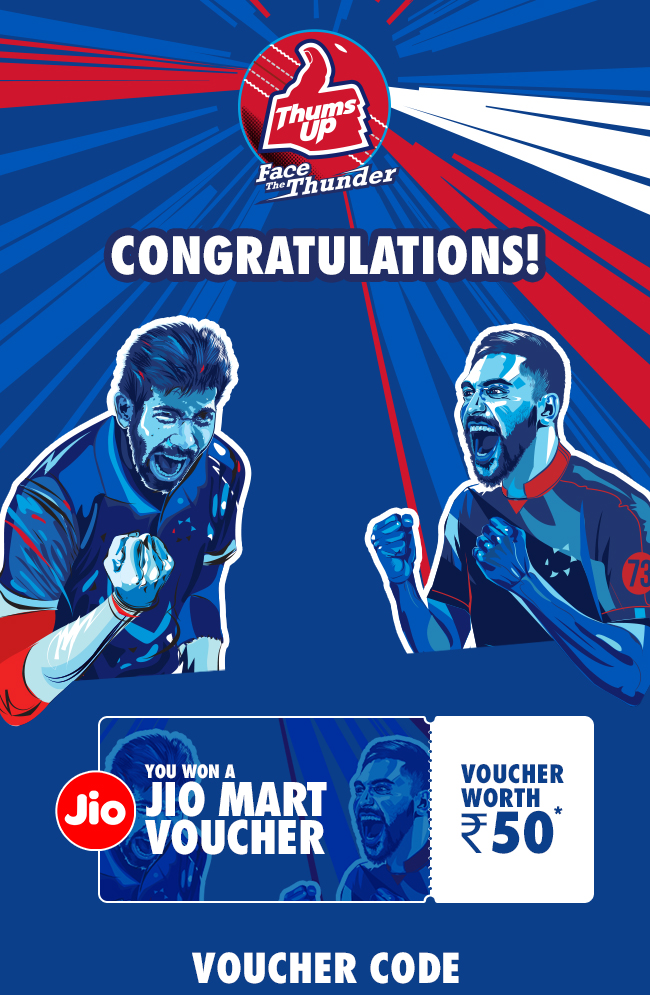 Thums
Up
Face
The Thunder
CONGRATULATIONS!
73
YOU WON A
JIO MART
VOUCHER
Jio
VOUCHER
WORTH
₹50*
VOUCHER CODE